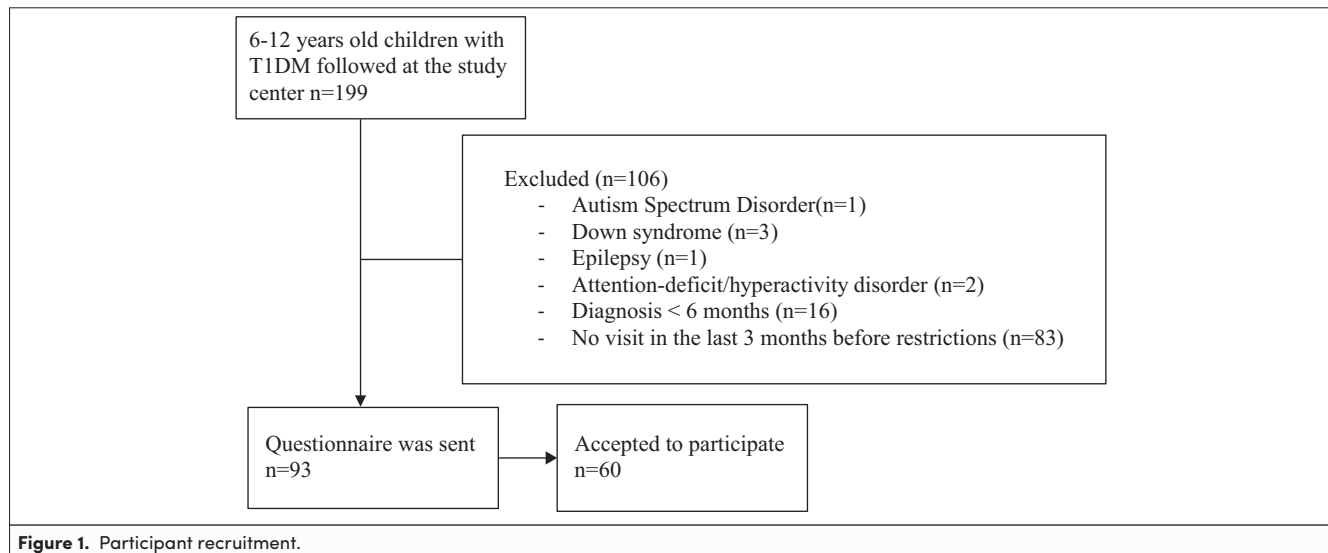 6-12 years old children with
T1DM followed at the study
center n=199
Excluded (n=106)
- Autism Spectrum Disorder(n=1)
- Down syndrome (n=3)
- Epilepsy (n=1)
- Attention-deficit/hyperactivity disorder (n=2)
- Diagnosis < 6 months (n=16)
- No visit in the last 3 months before restrictions (n=83)
Questionnaire was sent
n=93
Accepted to participate
n=60
Figure 1. Participant recruitment.